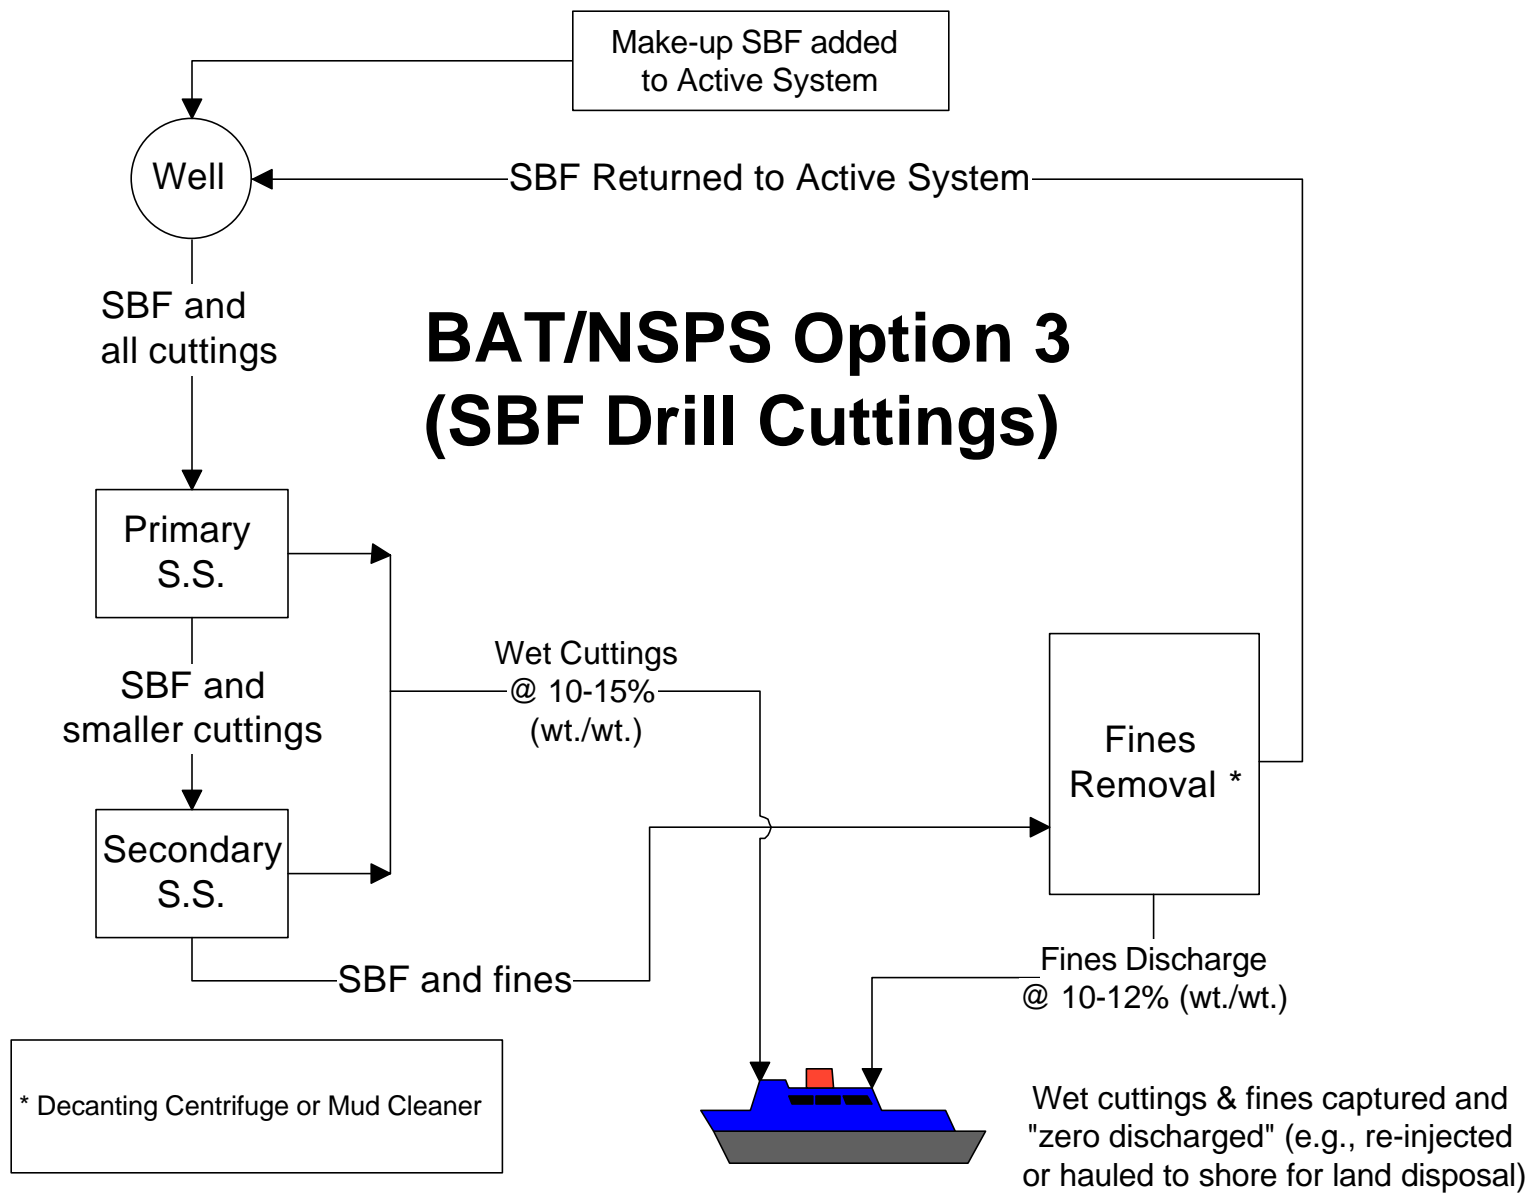 Make-up SBF added
to Active System
Well
SBF Returned to Active System
SBF and
all cuttings
BAT/NSPS Option 3
(SBF Drill Cuttings)
Primary
S.S.
Wet Cuttings
@ 10-15%
(wt./wt.)
SBF and
smaller cuttings
Fines
Removal *
Secondary
S.S.
SBF and fines
Fines Discharge
@ 10-12% (wt./wt.)
* Decanting Centrifuge or Mud Cleaner
Wet cuttings & fines captured and
"zero discharged" (e.g., re-injected
or hauled to shore for land disposal)